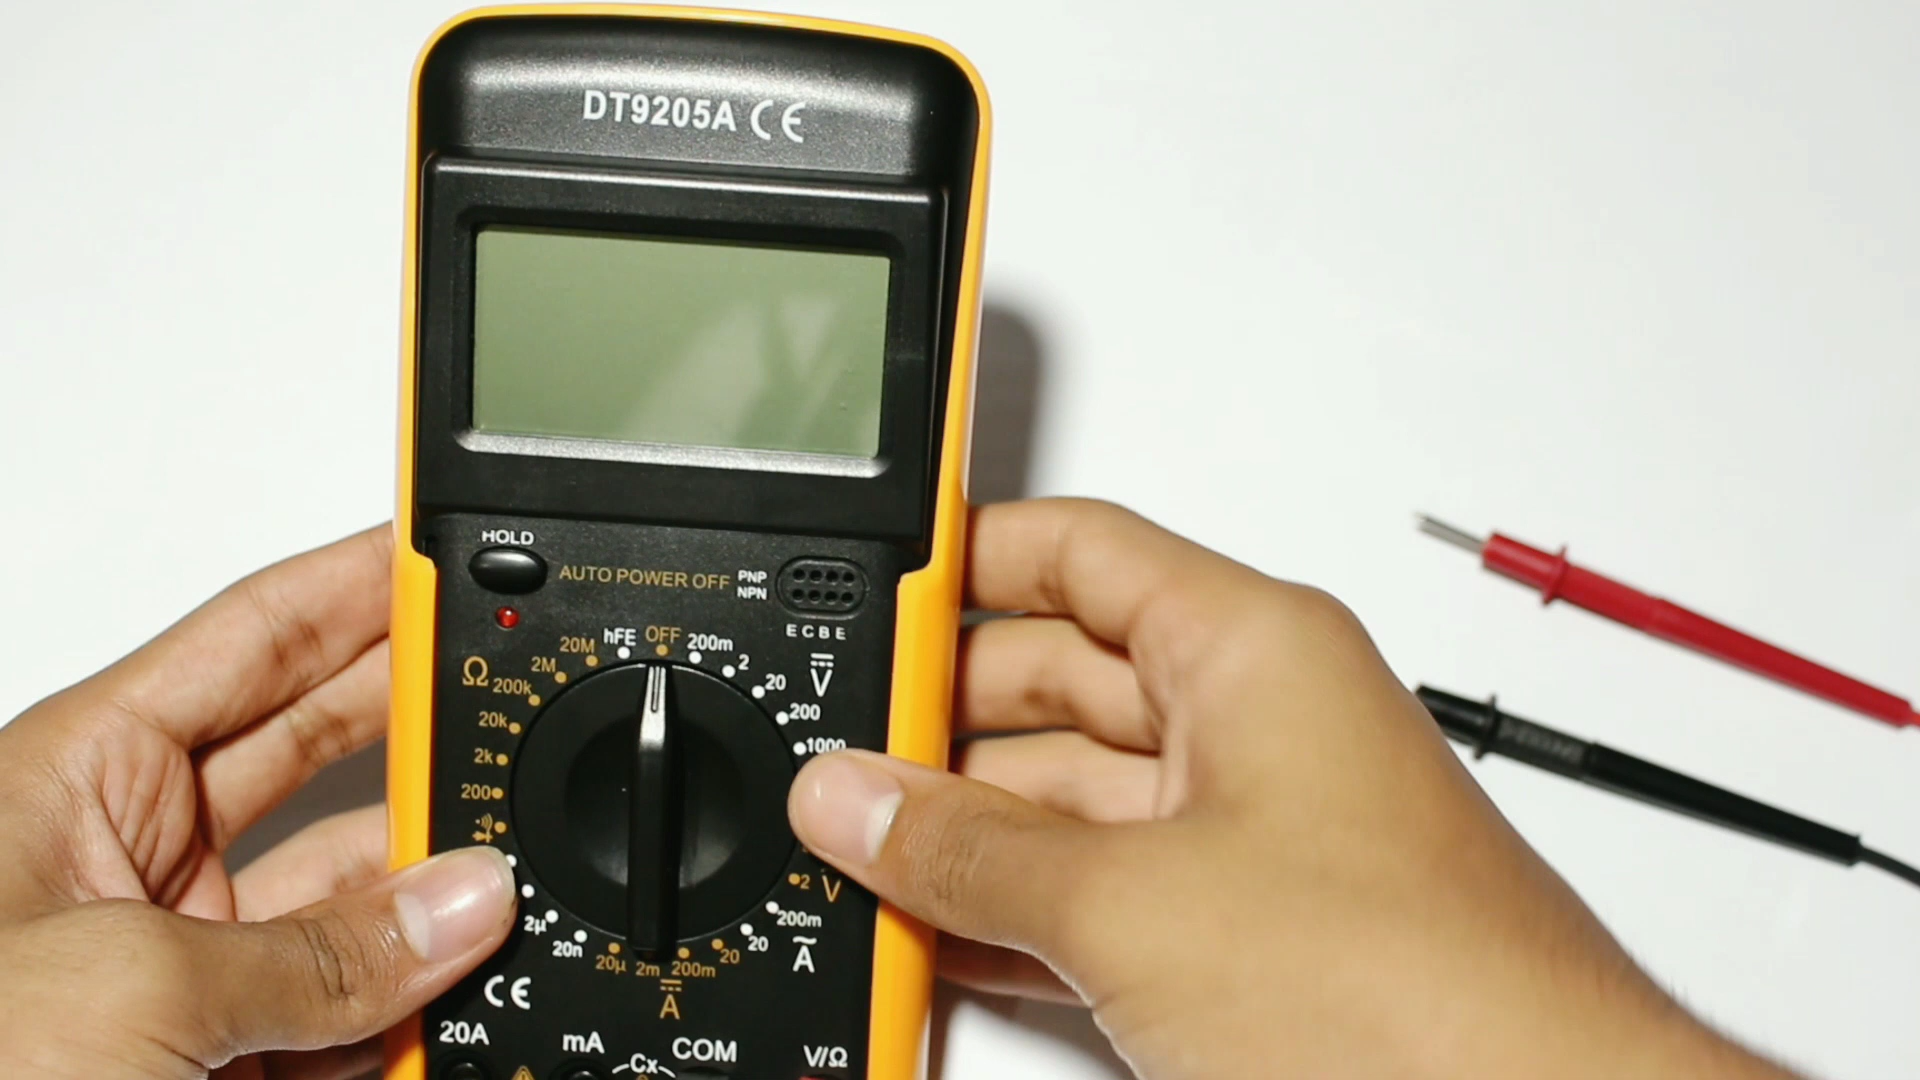 DT9205A CE
HOLD
AUTO POWER OFF
PNP
NPN
E C B E
hFE OFF 200m
20M 2
2M 20
Ω 200k V
20k 200
2k 1000
200
2 V
2µ 200m
20n 20 A
20µ 2m 200m 20
A
CE
20A mA COM V/Ω
Cx